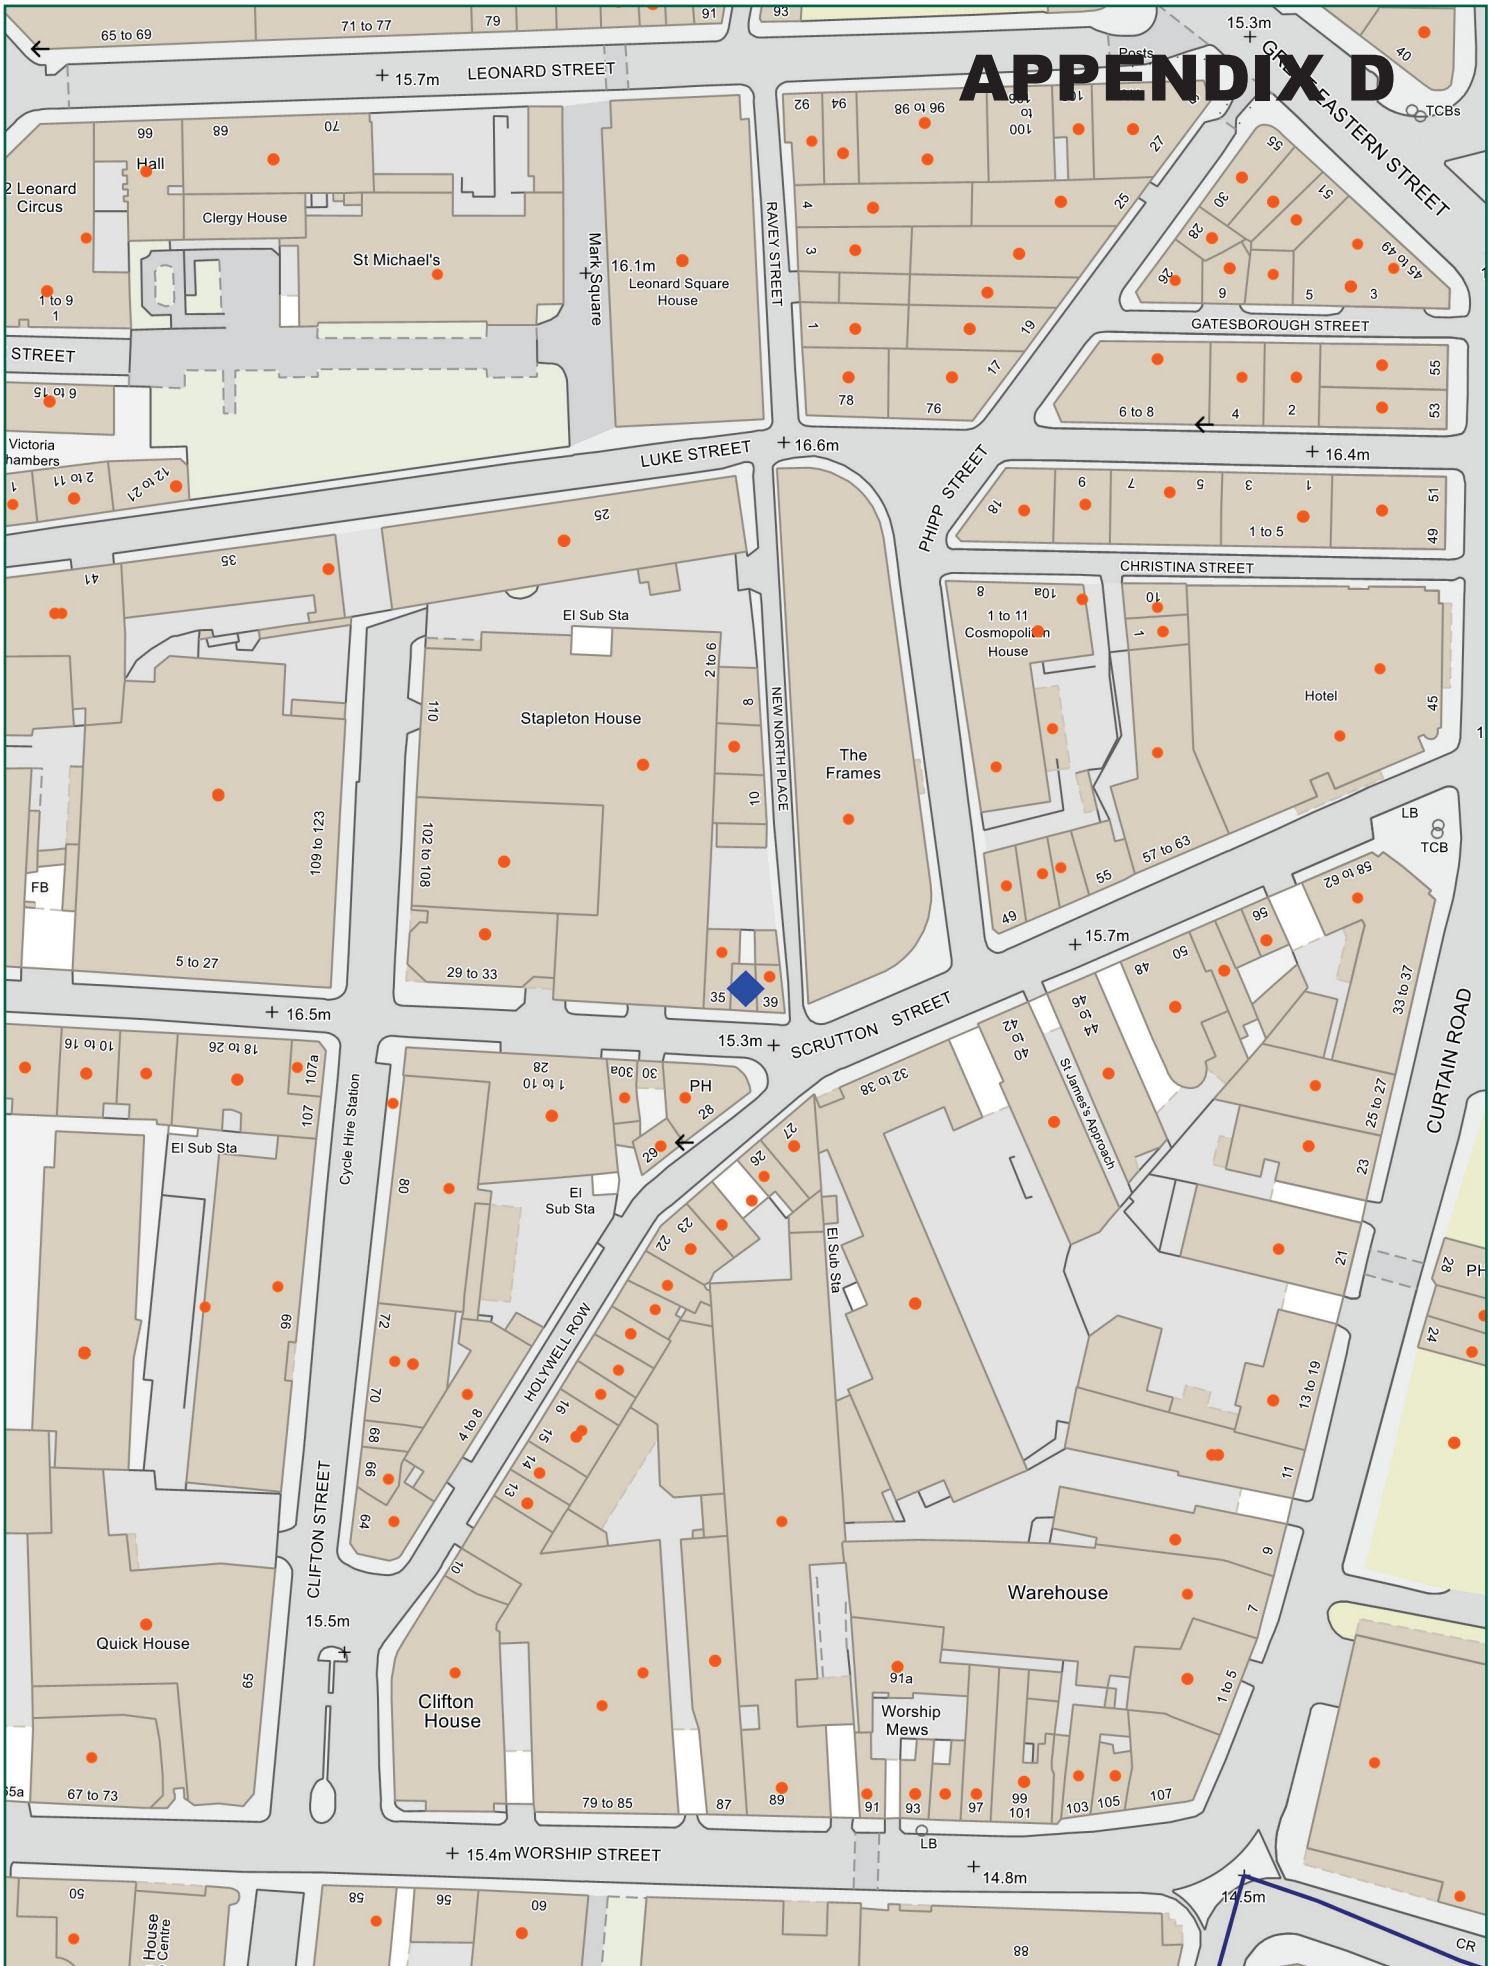 APPENDIX D
65 to 69
71 to 77
79
91
93
15.3m
40
Posts
GREAT EASTERN STREET
TCBs
15.7m
LEONARD STREET
66
Hall
68
70
2 Leonard
Circus
Clergy House
St Michael's
1 to 9
1
Mark Square
16.1m
Leonard Square
House
RAVEY STREET
92
94
96 to 98
100
to
27
25
4
3
1
19
17
78
76
55
51
30
28
26
9
5
3
45 to 49
GATESBOROUGH STREET
STREET
6 to 15
6 to 8
4
2
55
53
Victoria
hambers
1
2 to 11
12 to 21
LUKE STREET
16.6m
16.4m
PHIPP STREET
18
9
7
5
3
1
1 to 5
51
49
CHRISTINA STREET
41
35
25
El Sub Sta
2 to 6
8
10
110
Stapleton House
NEW NORTH PLACE
The
Frames
8
10a
1 to 11
Cosmopolitan
House
10
1
Hotel
45
1
109 to 123
102 to 108
FB
5 to 27
29 to 33
35
39
49
55
57 to 63
LB
TCB
58 to 62
56
50
48
15.7m
16.5m
15.3m
SCRUTTON STREET
33 to 37
CURTAIN ROAD
10 to 16
18 to 26
107a
107
El Sub Sta
Cycle Hire Station
28
1 to 10
30a
30
PH
28
29
32 to 38
40
to
42
44
to
46
St James's Approach
25 to 27
23
27
26
80
El
Sub Sta
23
22
El Sub Sta
21
28
PH
24
66
72
70
68
66
64
4 to 8
HOLYWELL ROW
16
15
14
13
10
13 to 19
11
9
7
CLIFTON STREET
15.5m
Quick House
65
Warehouse
91a
Worship
Mews
1 to 5
Clifton
House
65a
67 to 73
79 to 85
87
89
91
93
97
99
101
103
105
107
LB
15.4m
WORSHIP STREET
14.8m
14.5m
50
House
Centre
58
56
60
88
CR